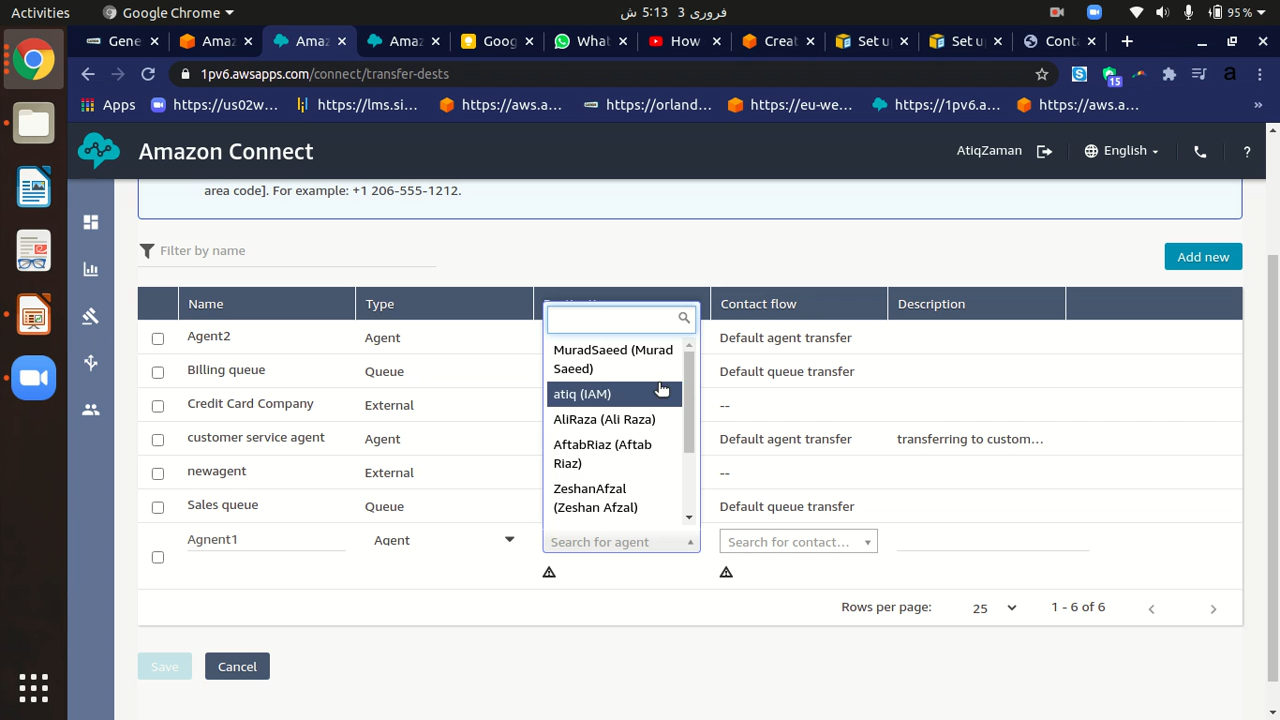 Activities Google Chrome ▾ 5:13 فروری 3 ش 95 %
Gene Amaz Amaz Amaz Goog What How Creat Set u Set u Conta
1pv6.awsapps.com/connect/transfer-dests
15
a
Apps https://us02w... https://lms.si... https://aws.a... https://orland... https://eu-we... https://1pv6.a... https://aws.a... »
Amazon Connect AtiqZaman English ?
area code]. For example: +1 206-555-1212.
Filter by name Add new
Name Type Contact flow Description
Agent2 Agent Default agent transfer
BIlling queue Queue Default queue transfer
Credit Card Company External --
customer service agent Agent Default agent transfer transferring to custom...
newagent External --
Sales queue Queue Default queue transfer
Agnent1 Agent Search for agent Search for contact...
MuradSaeed (Murad
Saeed)
atiq (IAM)
AliRaza (Ali Raza)
AftabRiaz (Aftab
Riaz)
ZeshanAfzal
(Zeshan Afzal)
Rows per page: 25 1 - 6 of 6
Save Cancel